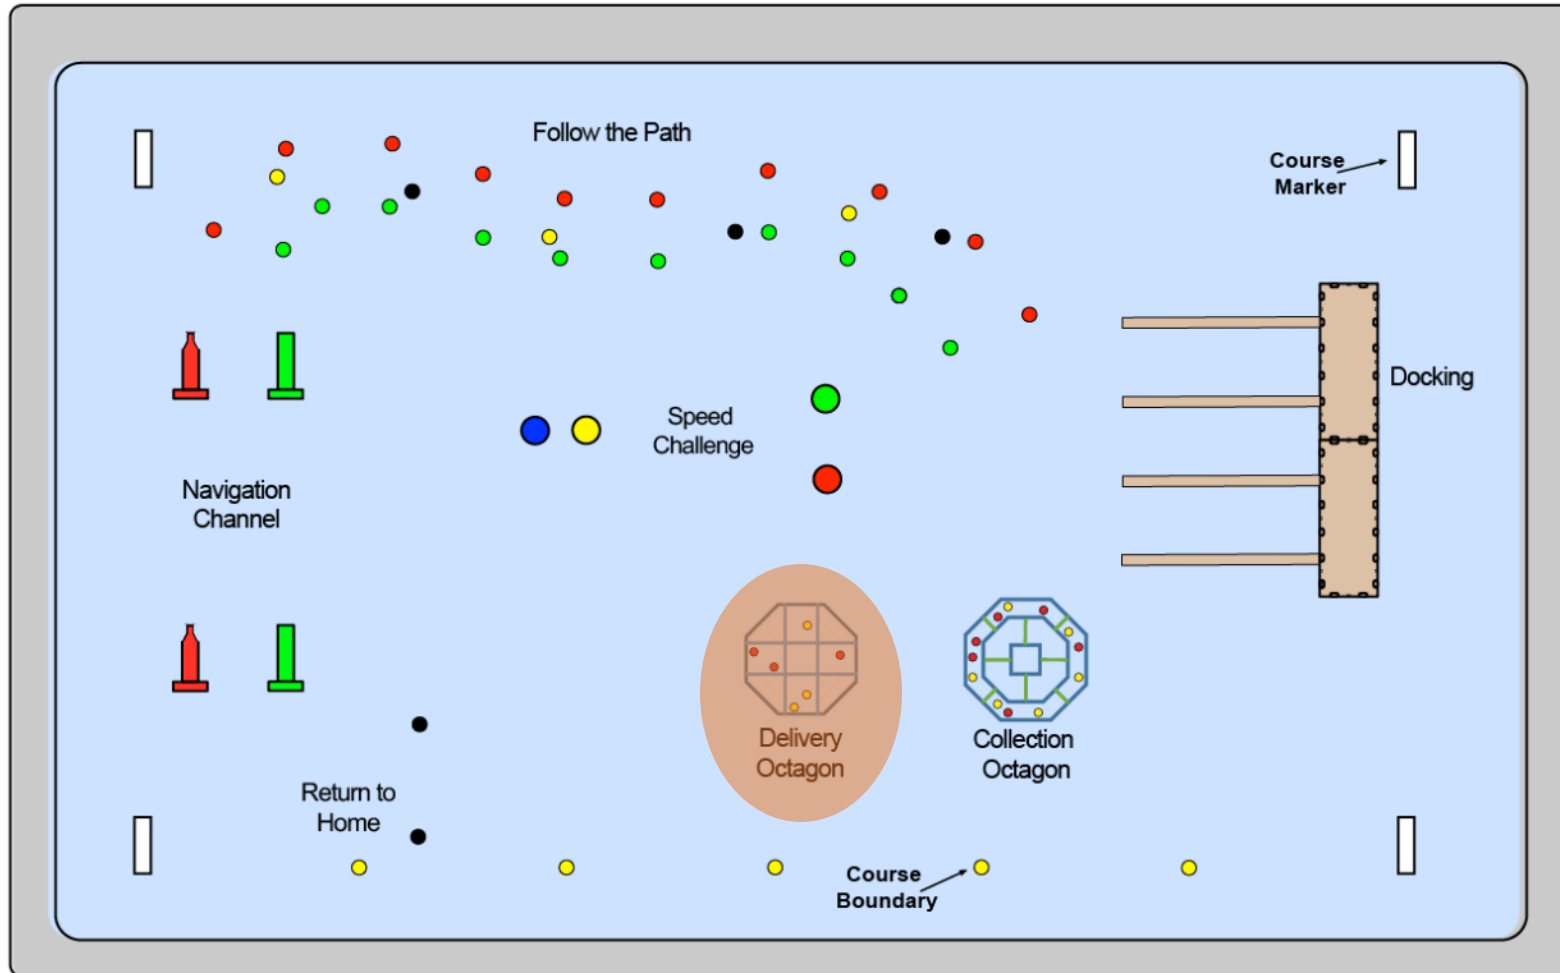 Follow the Path
Course
Marker
Docking
Speed
Challenge
Navigation
Channel
Delivery
Octagon
Collection
Octagon
Return to
Home
Course
Boundary